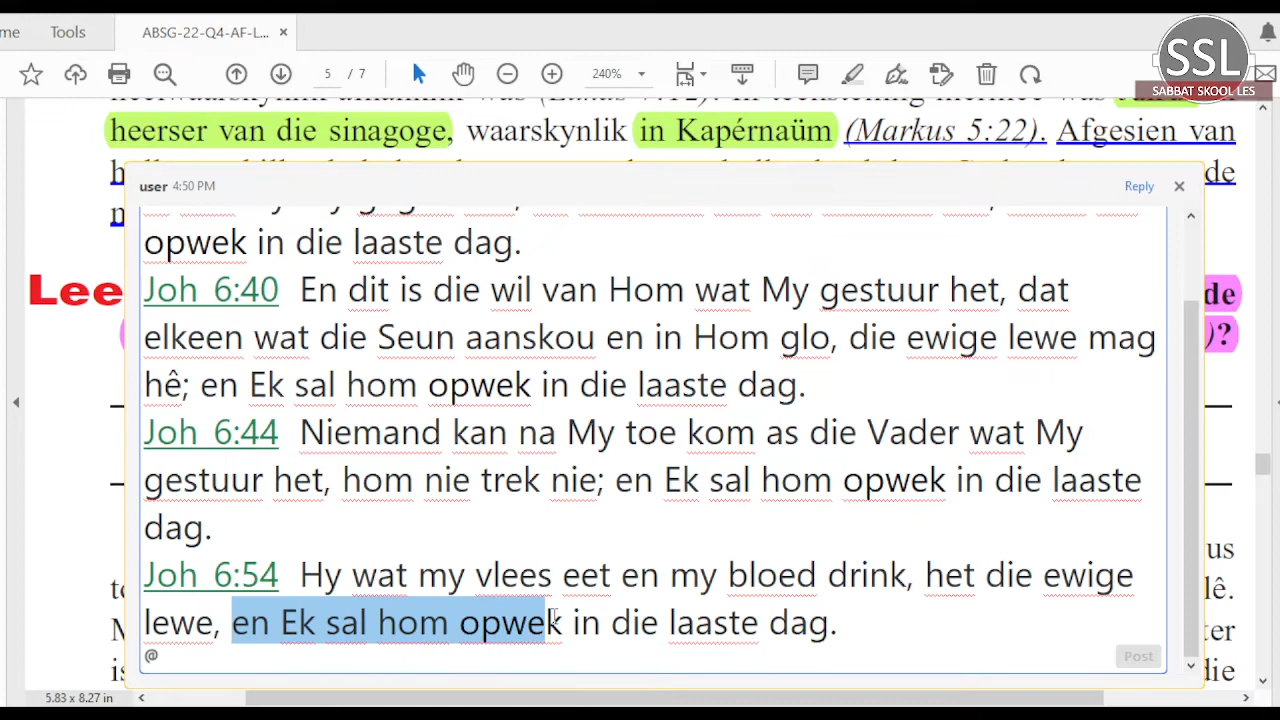 me Tools ABSG-22-Q4-AF-L... ×
5 / 7 240%
SSL
SABBAT SKOOL LES
heerser van die sinagoge, waarskynlik in Kapérnaüm (Markus 5:22). Afgesien van
de
user 4:50 PM Reply
opwek in die laaste dag.
Joh 6:40 En dit is die wil van Hom wat My gestuur het, dat
elkeen wat die Seun aanskou en in Hom glo, die ewige lewe mag
hê; en Ek sal hom opwek in die laaste dag.
Joh 6:44 Niemand kan na My toe kom as die Vader wat My
gestuur het, hom nie trek nie; en Ek sal hom opwek in die laaste
dag.
Joh 6:54 Hy wat my vlees eet en my bloed drink, het die ewige
lewe, en Ek sal hom opwek in die laaste dag.
@ Post
Lee
de
)?
us
lê.
ter
die
5.83 x 8.27 in